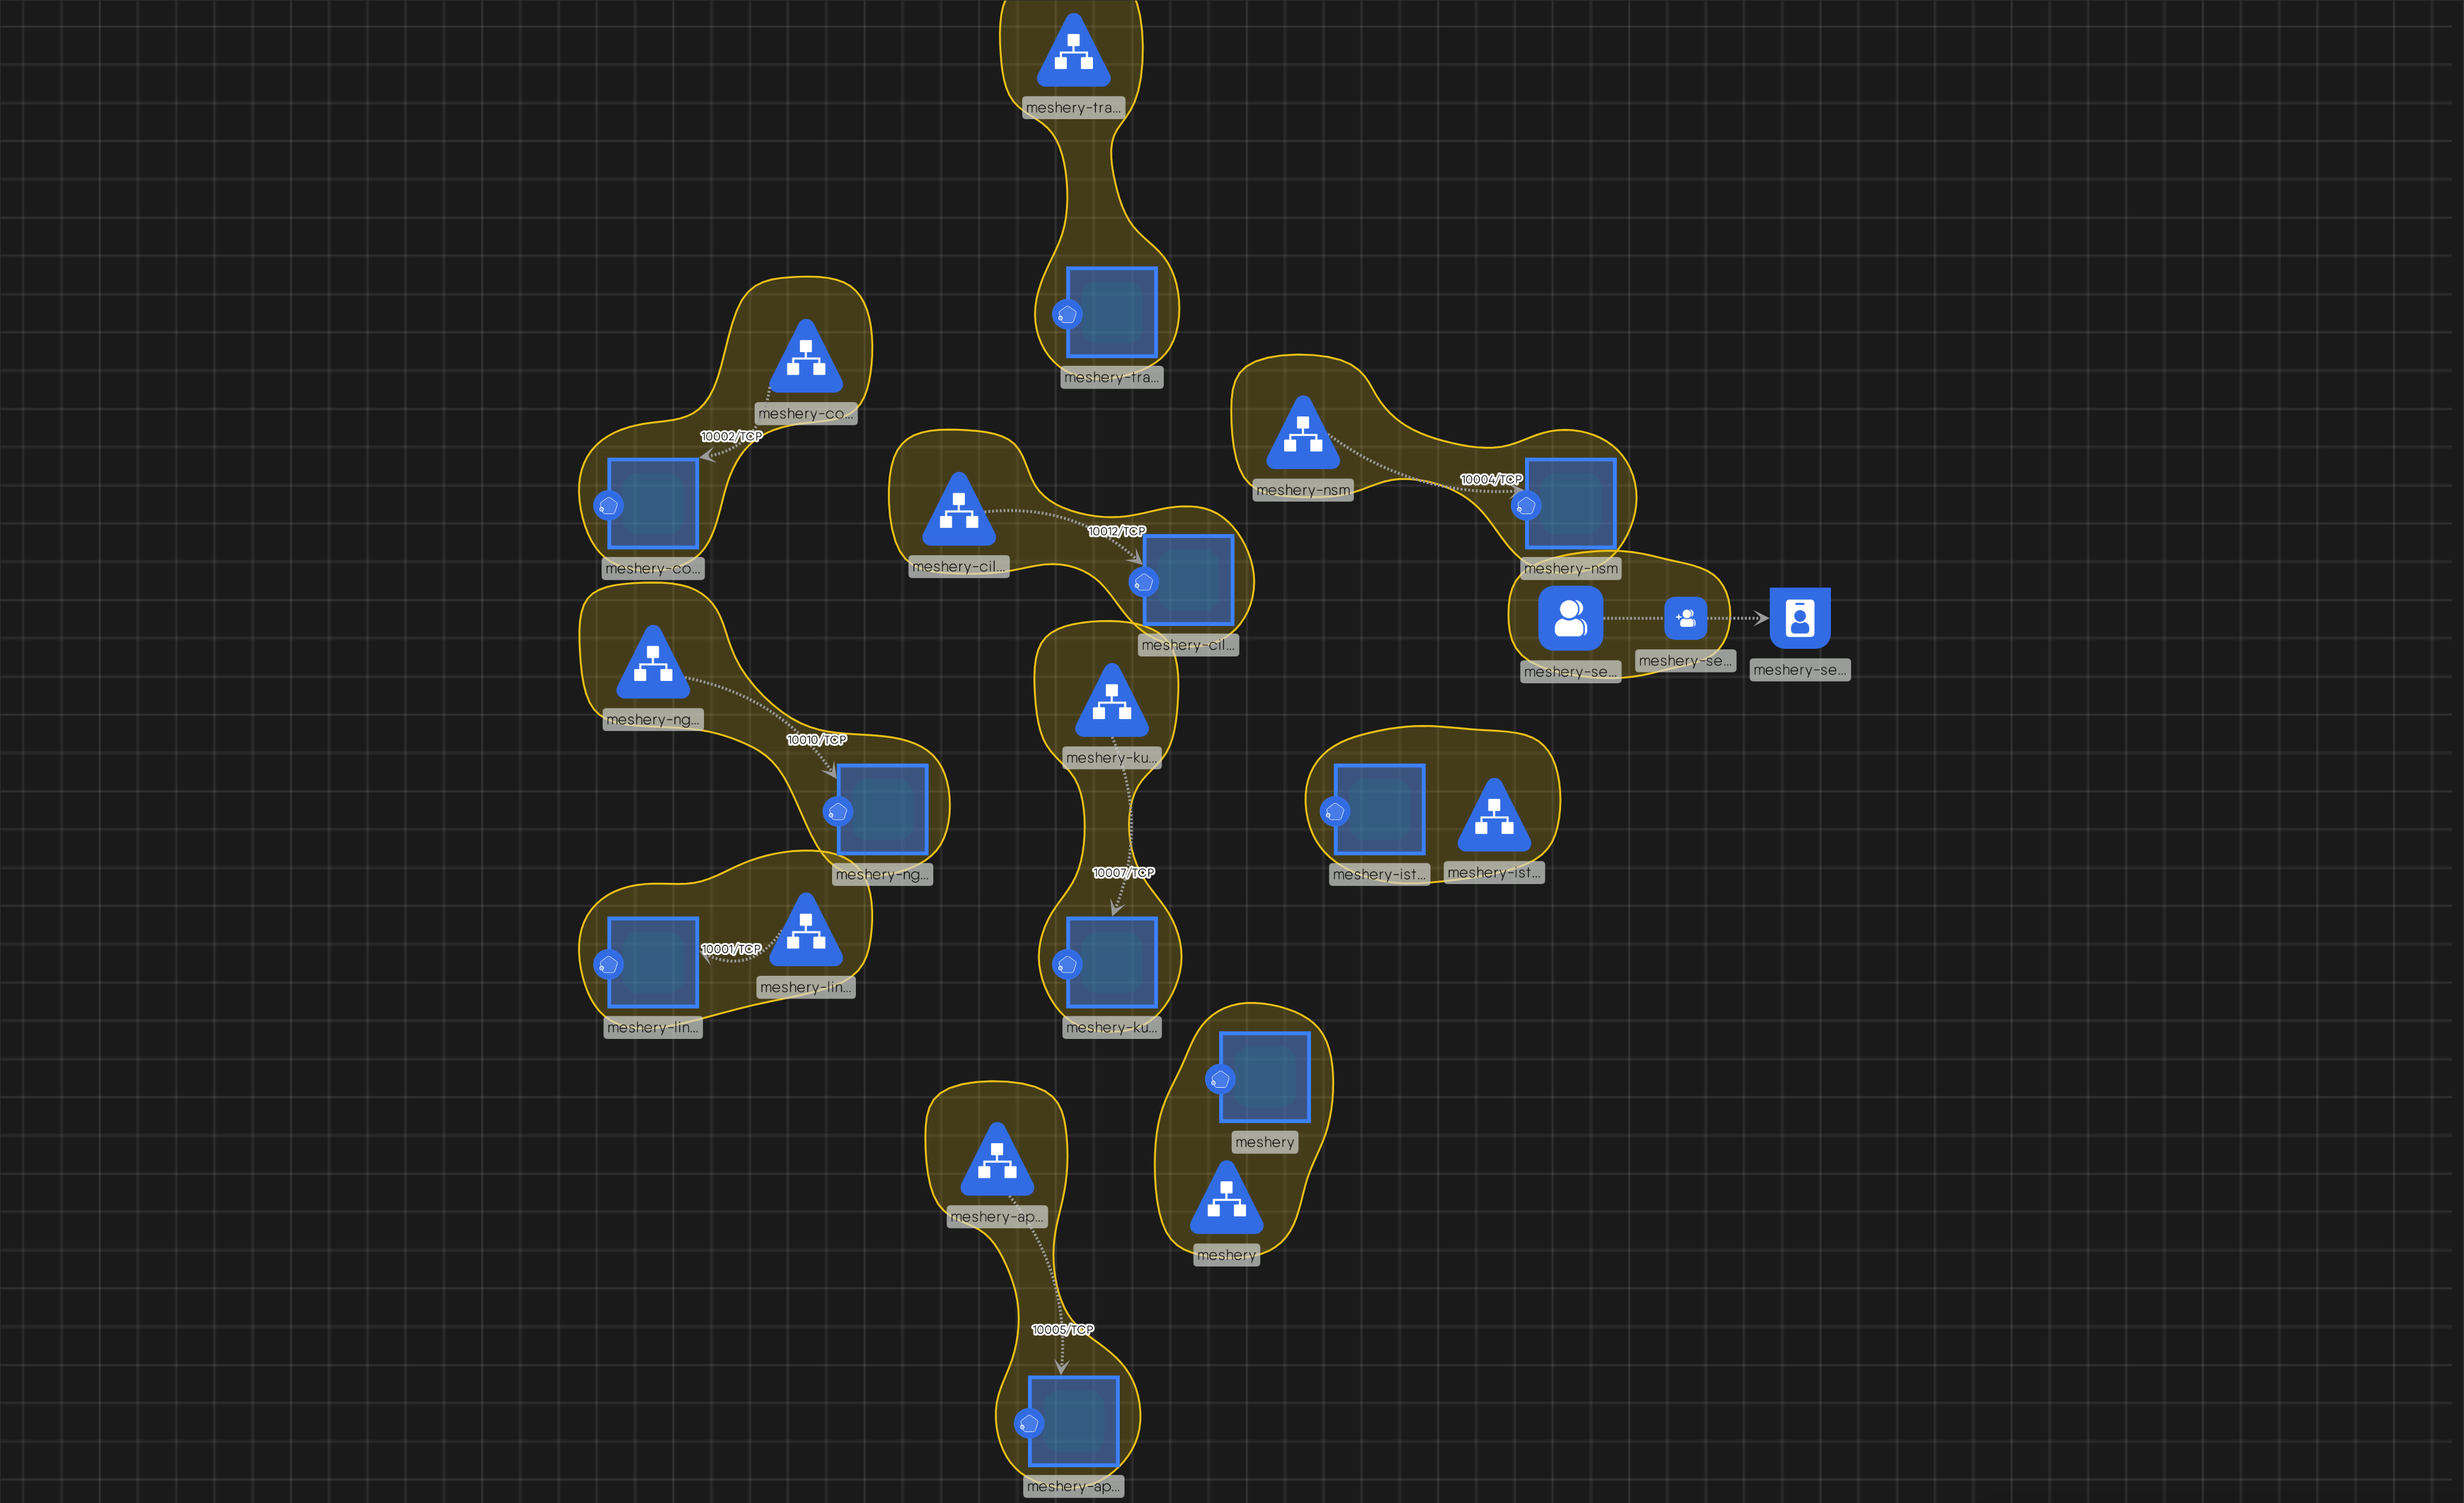 meshery-tra...
meshery-tra...
meshery-co...
10002/TCP
meshery-co...
meshery-nsm
10004/TCP
meshery-nsm
meshery-cil...
10012/TCP
meshery-cil...
meshery-se...
meshery-se...
meshery-se...
meshery-ng...
10010/TCP
meshery-ng...
meshery-ku...
10007/TCP
meshery-ku...
meshery-ist...
meshery-ist...
10001/TCP
meshery-lin...
meshery-lin...
meshery
meshery
meshery-ap...
10005/TCP
meshery-ap...